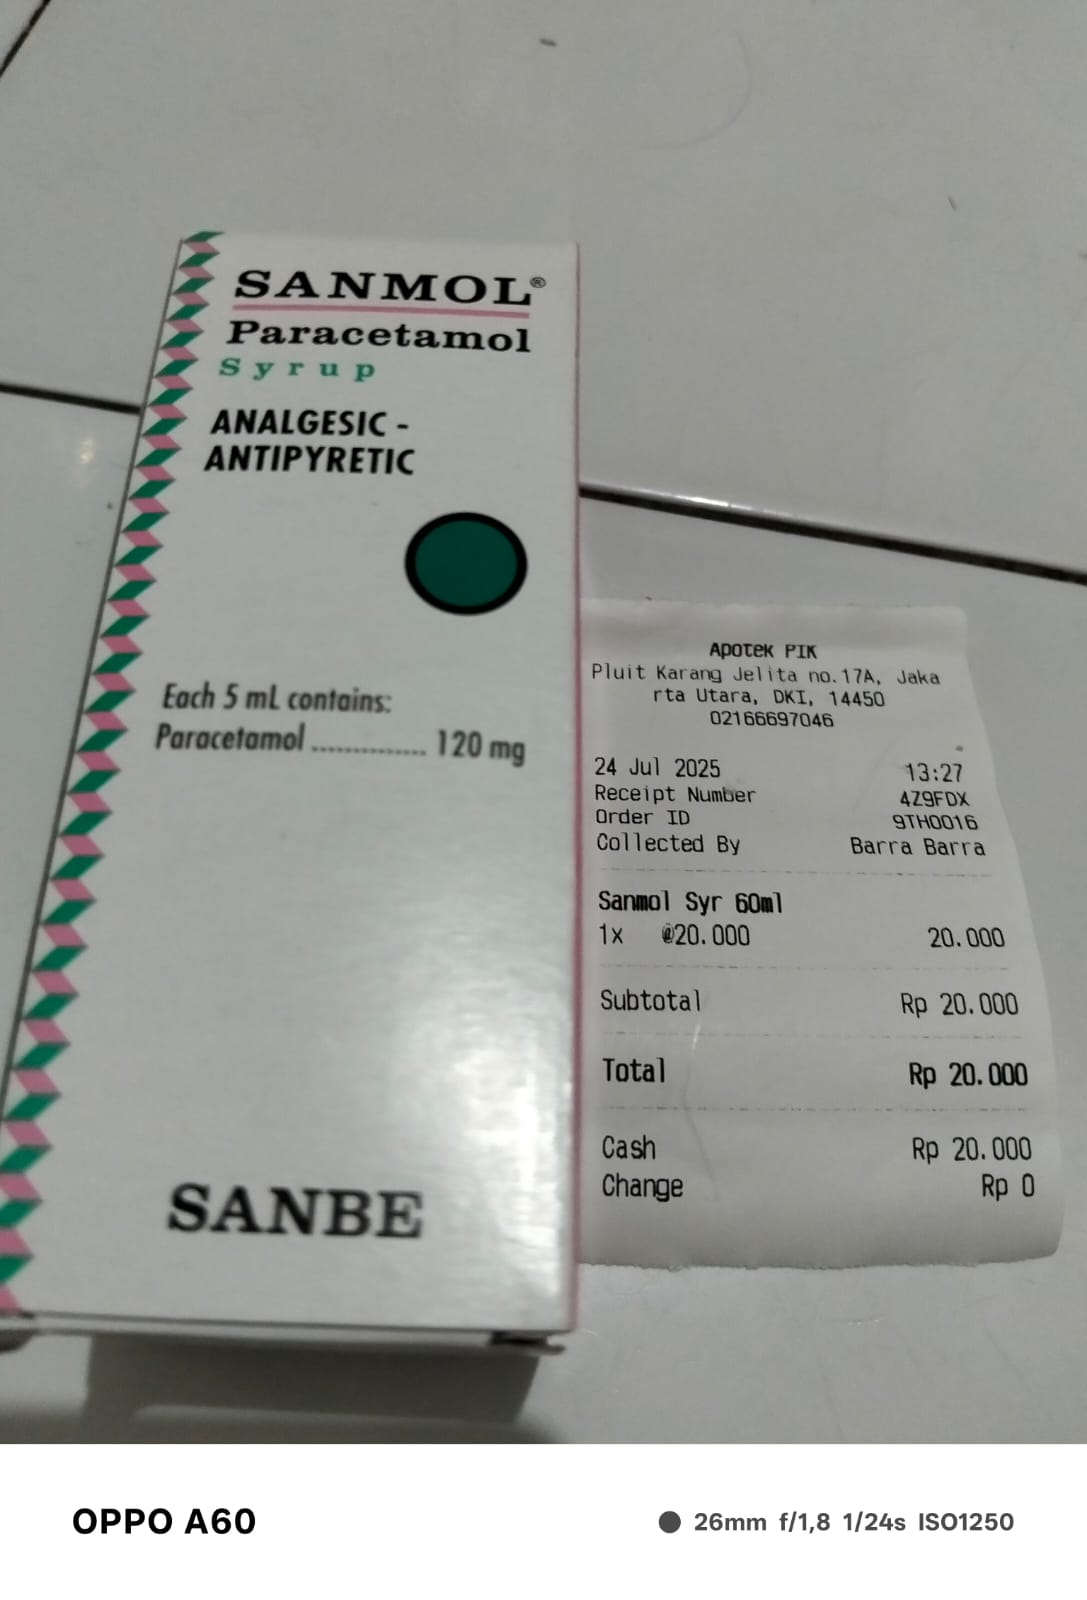 SANMOL®
Paracetamol
Syrup
ANALGESIC -
ANTIPYRETIC
Each 5 mL contains:
Paracetamol .............. 120 mg
SANBE
Apotek PIK
Pluit Karang Jelita no.17A, Jaka
rta Utara, DKI, 14450
02166697046
24 Jul 2025 13:27
Receipt Number 4Z9FDX
Order ID 9TH0016
Collected By Barra Barra
Sanmol Syr 60ml
1x @20.000 20.000
Subtotal Rp 20.000
Total Rp 20.000
Cash Rp 20.000
Change Rp 0
OPPO A60
26mm f/1,8 1/24s ISO1250